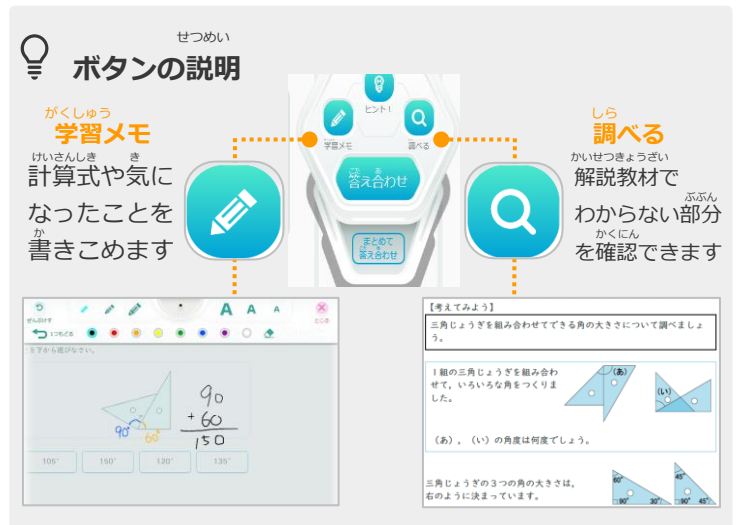 せつめい
ボタンの説明
がくしゅう
学習メモ
けいさんしき き
計算式や気に
なったことを
か
書きこめます
ヒント!
学習メモ
調べる
こた あ
答え合わせ
まとめて
答え合わせ
しら
調べる
かいせつきょうざい
解説教材で
ぶぶん
わからない部分
かくにん
を確認できます
ぜんぶけす
A A A
とじる
1つもどる
を下から選びなさい。
90
+ 60
150
90°
60°
105° 150° 120° 135°
【考えてみよう】
三角じょうぎを組み合わせてできる角の大きさについて調べましょ
う。
1組の三角じょうぎを組み合わ
せて,いろいろな角をつくりま
した。
(あ)
(い)
(あ),(い)の角度は何度でしょう。
三角じょうぎの3つの角の大きさは,
右のように決まっています。
60°
90° 30°
45°
90° 45°